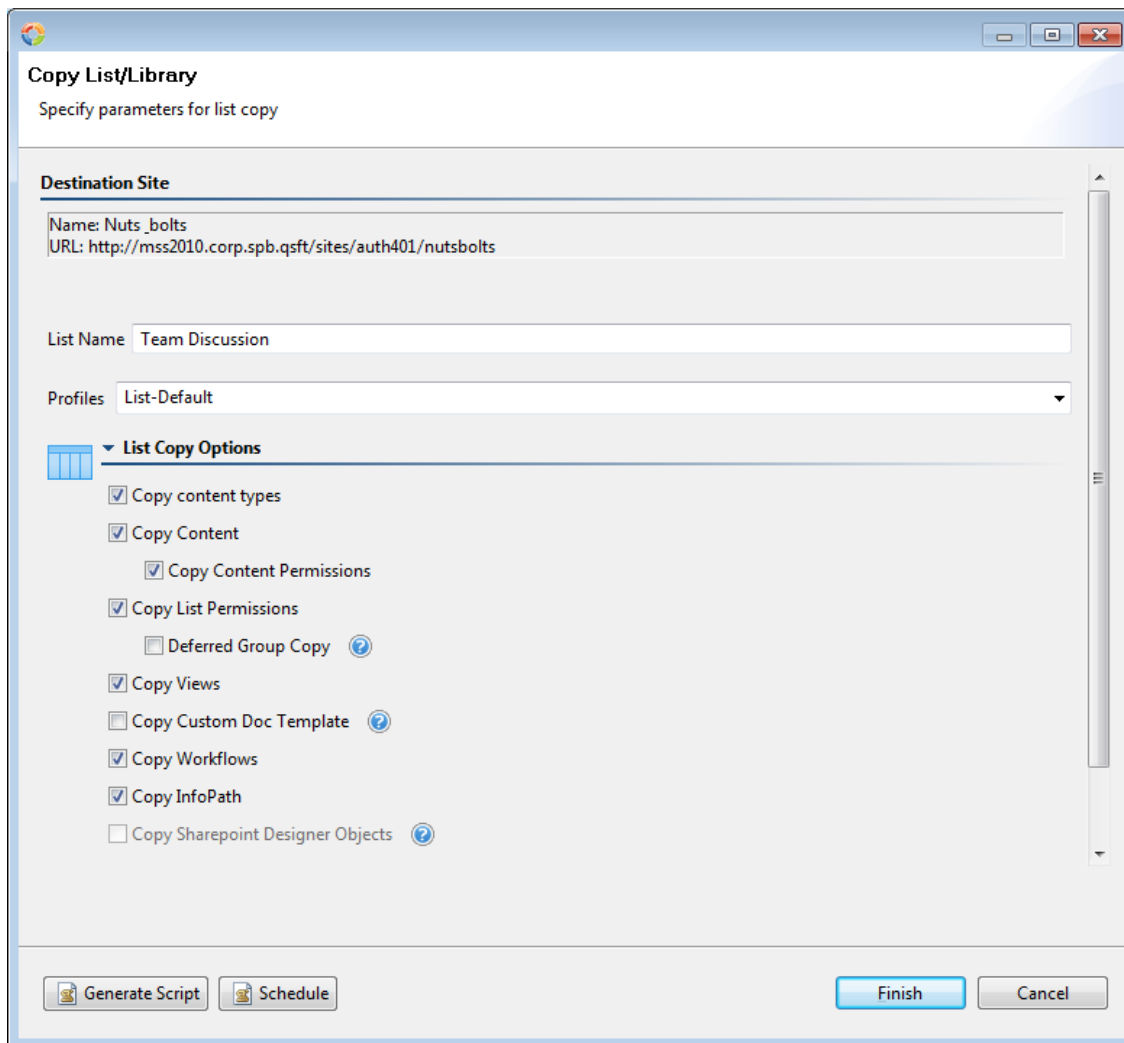 Copy List/Library
Specify parameters for list copy
Destination Site
Name: Nuts _bolts
URL: http://mss2010.corp.spb.qsft/sites/auth401/nutsbolts
List Name Team Discussion
Profiles List-Default
List Copy Options
Copy content types
Copy Content
Copy Content Permissions
Copy List Permissions
Deferred Group Copy ?
Copy Views
Copy Custom Doc Template ?
Copy Workflows
Copy InfoPath
Copy Sharepoint Designer Objects ?
Generate Script Schedule Finish Cancel